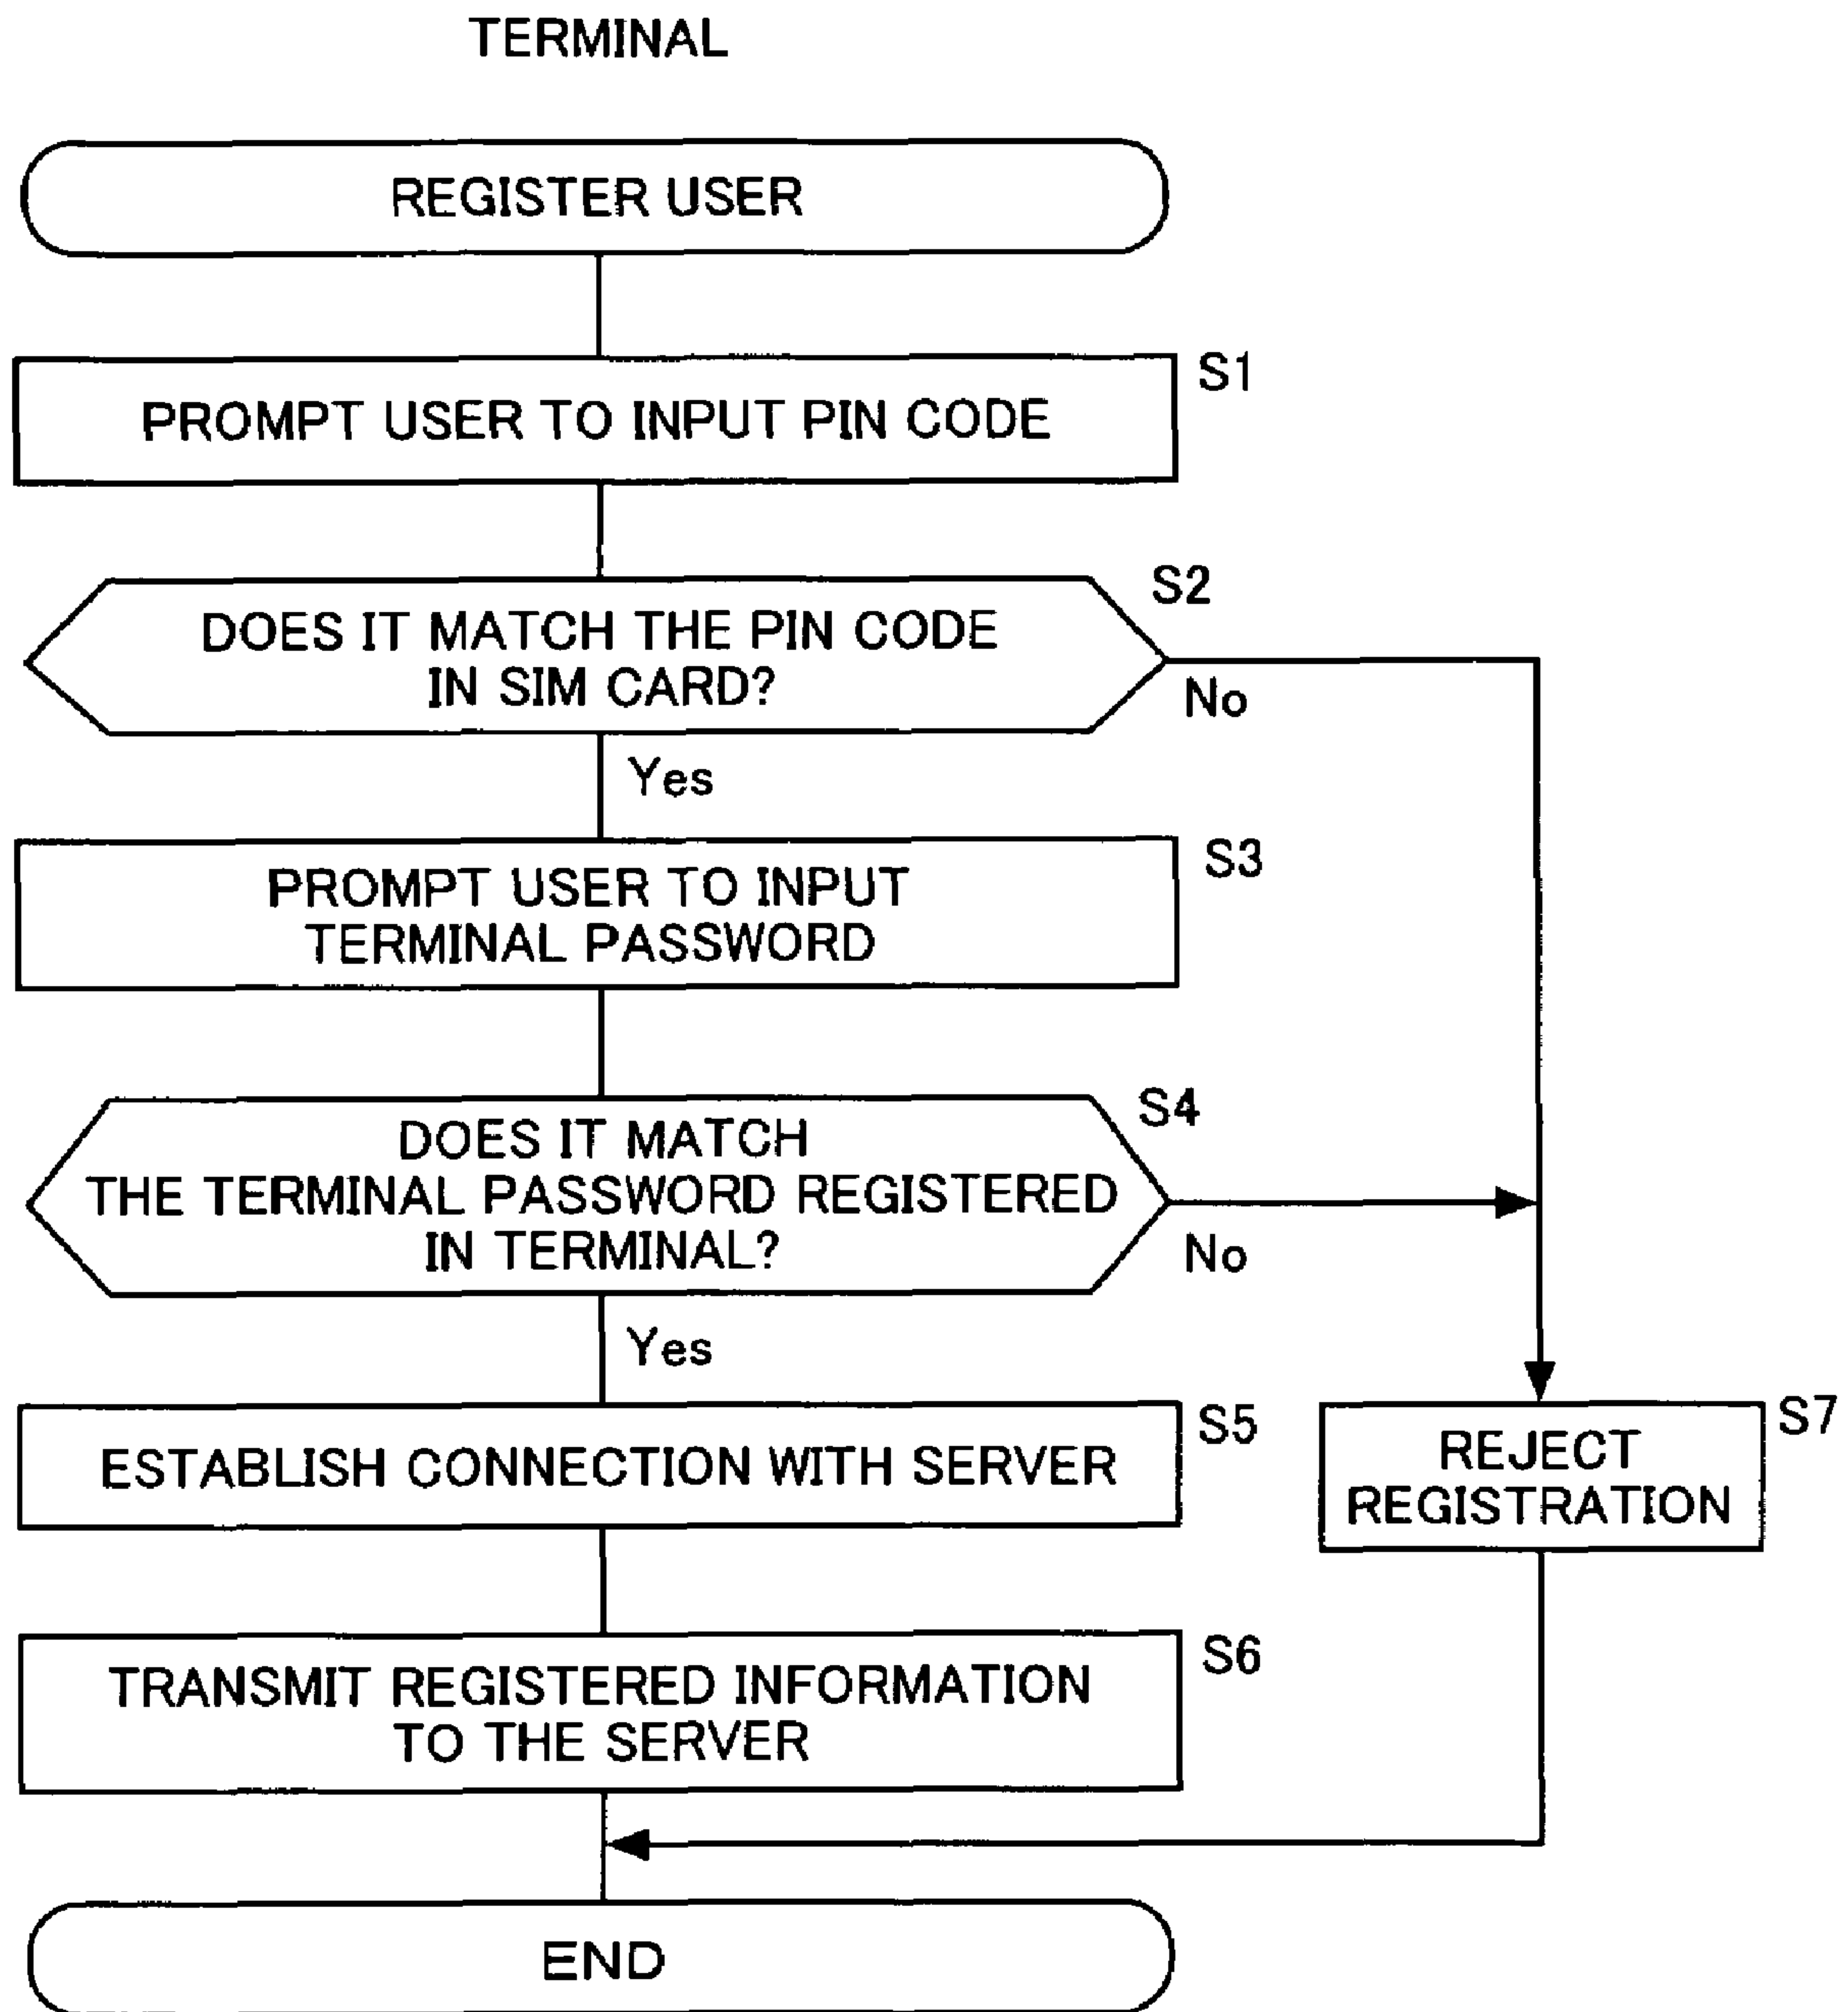 TERMINAL
REGISTER USER
S1
PROMPT USER TO INPUT PIN CODE
S2
DOES IT MATCH THE PIN CODE
IN SIM CARD?
No
Yes
S3
PROMPT USER TO INPUT
TERMINAL PASSWORD
S4
DOES IT MATCH
THE TERMINAL PASSWORD REGISTERED
IN TERMINAL?
No
Yes
S5
ESTABLISH CONNECTION WITH SERVER
S7
REJECT
REGISTRATION
S6
TRANSMIT REGISTERED INFORMATION
TO THE SERVER
END